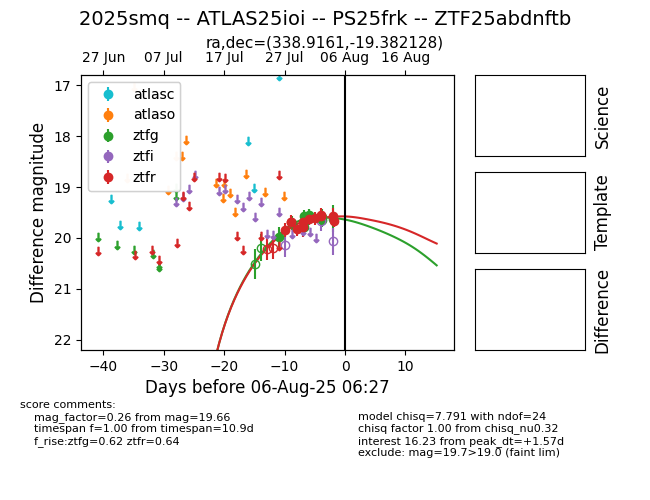 2025smq -- ATLAS25ioi -- PS25frk -- ZTF25abdnftb
ra,dec=(338.9161,-19.382128)
27 Jun 07 Jul 17 Jul 27 Jul 06 Aug 16 Aug
atlasc
atlaso
ztfg
ztfi
ztfr
17
18
19
20
21
22
Difference magnitude
−40 −30 −20 −10 0 10
Days before 06-Aug-25 06:27
Science
Template
Difference
score comments:
mag_factor=0.26 from mag=19.66
timespan f=1.00 from timespan=10.9d
f_rise:ztfg=0.62 ztfr=0.64
model chisq=7.791 with ndof=24
chisq factor 1.00 from chisq_nu0.32
interest 16.23 from peak_dt=+1.57d
exclude: mag=19.7>19.0 (faint lim)